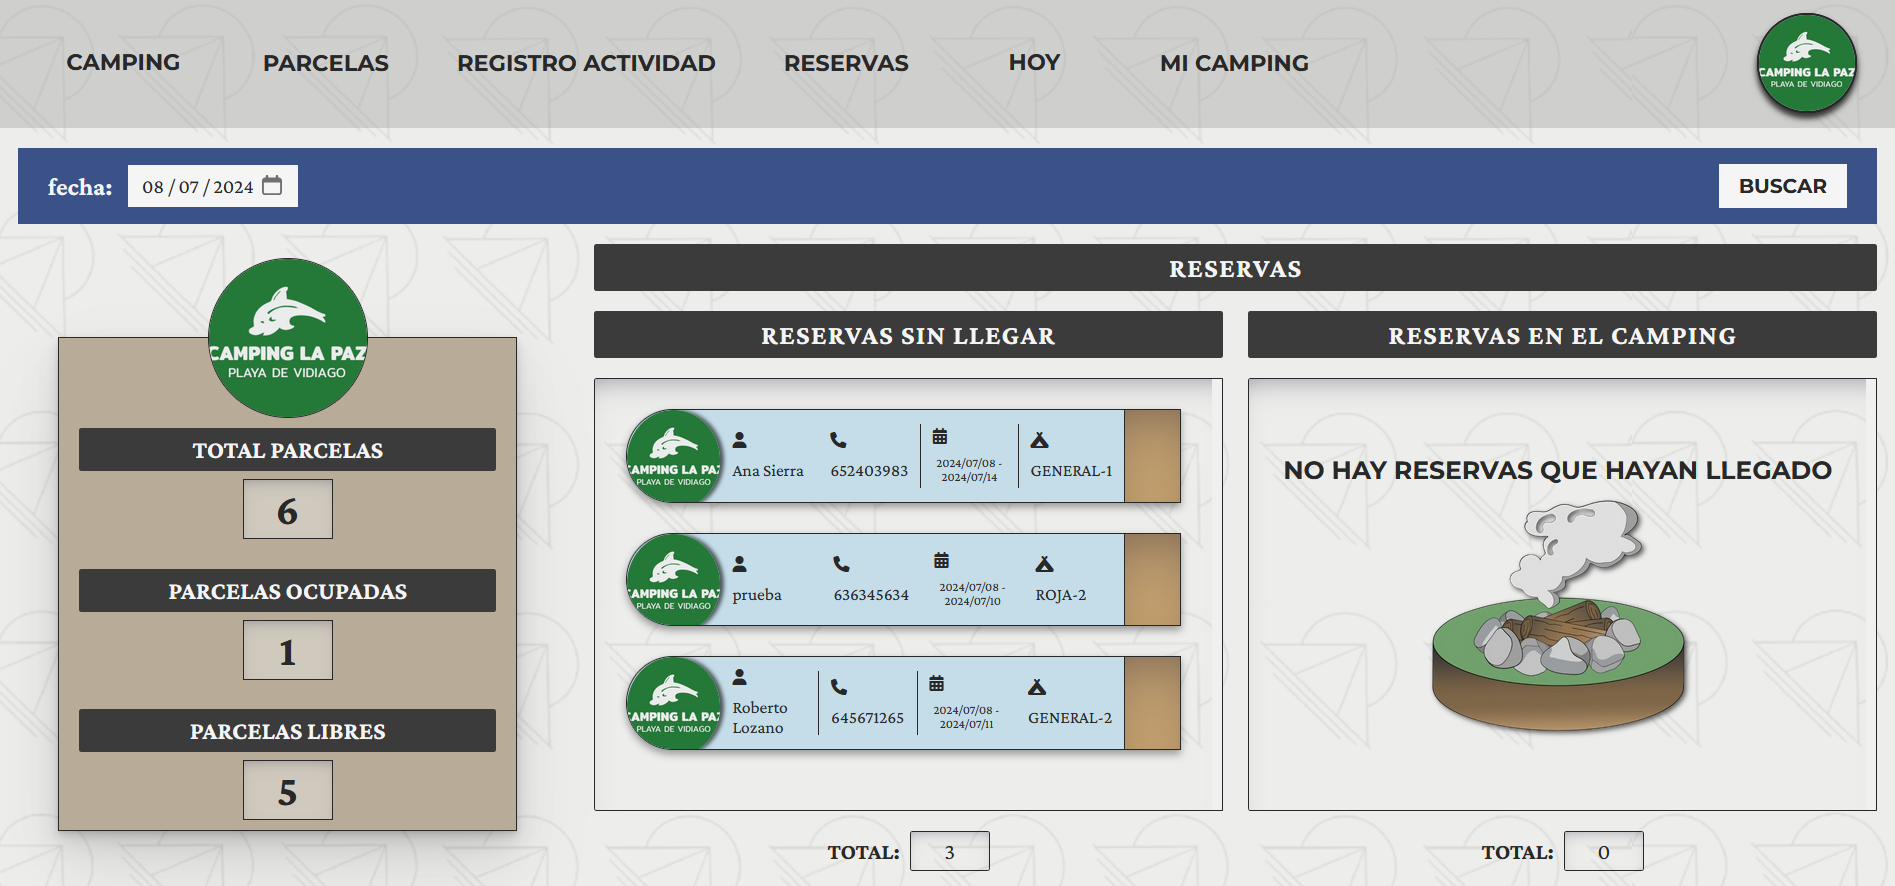 CAMPING PARCELAS REGISTRO ACTIVIDAD RESERVAS HOY MI CAMPING
CAMPING LA PAZ
PLAYA DE VIDIAGO
fecha: 08 / 07 / 2024 BUSCAR
CAMPING LA PAZ
PLAYA DE VIDIAGO
TOTAL PARCELAS
6
PARCELAS OCUPADAS
1
PARCELAS LIBRES
5
RESERVAS
RESERVAS SIN LLEGAR
CAMPING LA PAZ
PLAYA DE VIDIAGO
Ana Sierra
652403983
2024/07/08 -
2024/07/14
GENERAL-1
CAMPING LA PAZ
PLAYA DE VIDIAGO
prueba
636345634
2024/07/08 -
2024/07/10
ROJA-2
CAMPING LA PAZ
PLAYA DE VIDIAGO
Roberto
Lozano
645671265
2024/07/08 -
2024/07/11
GENERAL-2
TOTAL: 3
RESERVAS EN EL CAMPING
NO HAY RESERVAS QUE HAYAN LLEGADO
TOTAL: 0